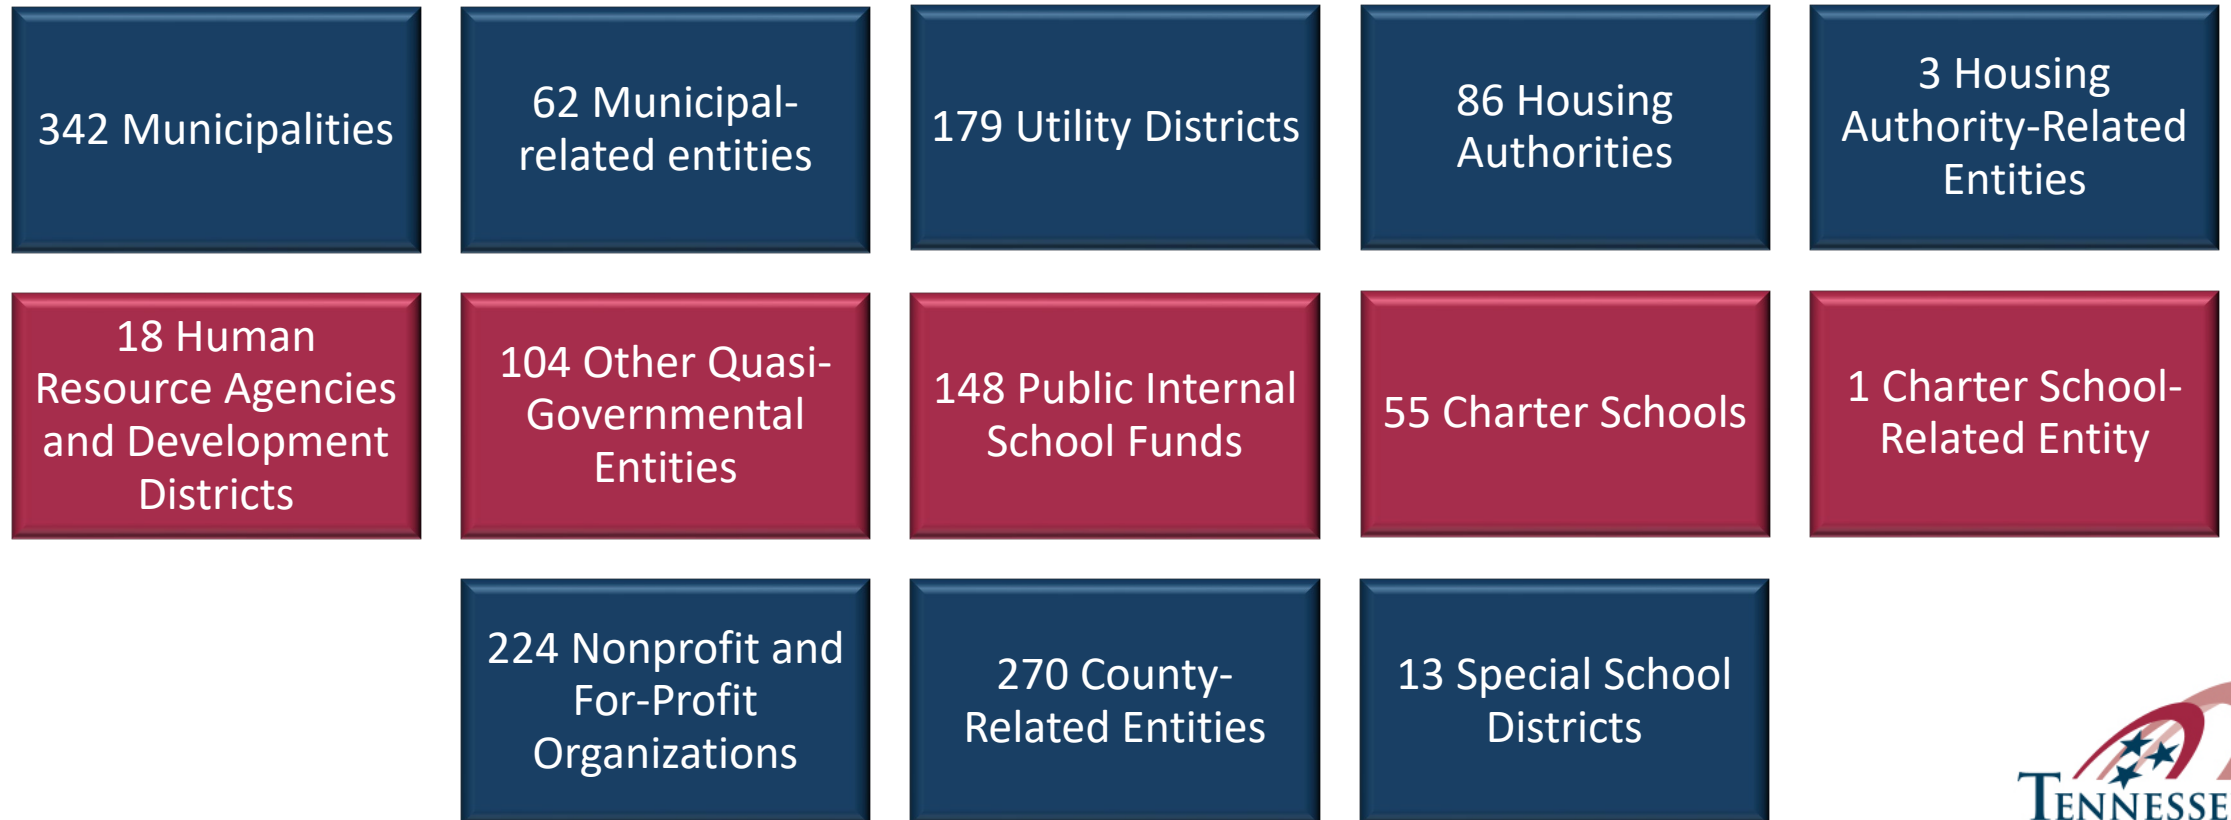 342 Municipalities
62 Municipal-
related entities
179 Utility Districts
86 Housing
Authorities
3 Housing
Authority-Related
Entities
18 Human
Resource Agencies
and Development
Districts
104 Other Quasi-
Governmental
Entities
148 Public Internal
School Funds
55 Charter Schools
1 Charter School-
Related Entity
224 Nonprofit and
For-Profit
Organizations
270 County-
Related Entities
13 Special School
Districts
TENNESSE